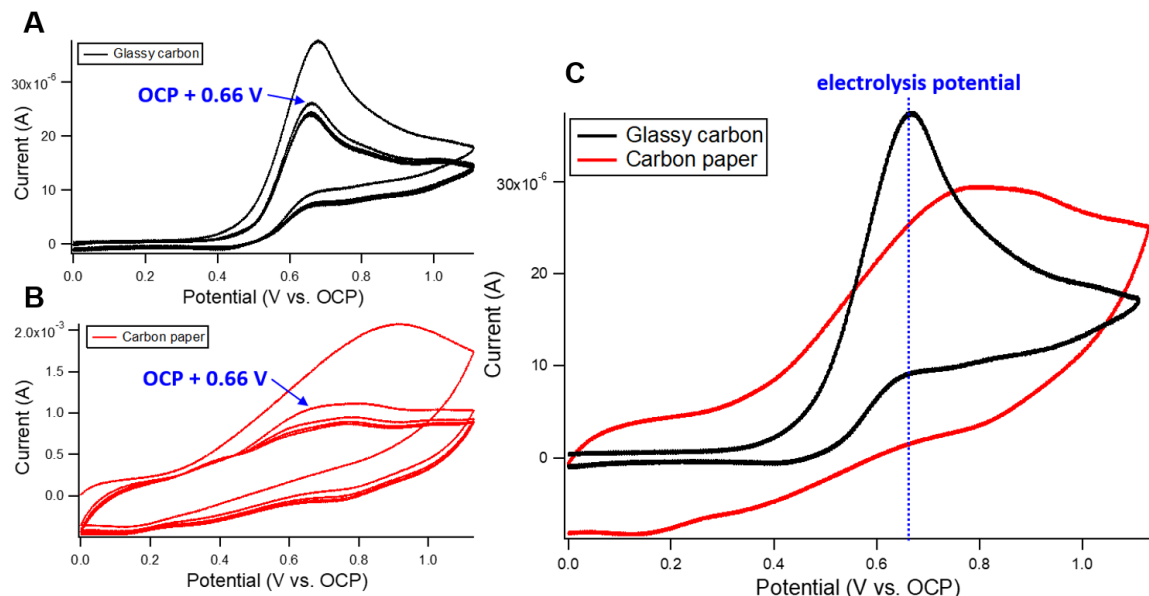 A
Glassy carbon
OCP + 0.66 V
30x10-6
20
10
0
Current (A)
0.0 0.2 0.4 0.6 0.8 1.0
Potential (V vs. OCP)
B
Carbon paper
OCP + 0.66 V
2.0x10-3
1.5
1.0
0.5
0.0
Current (A)
0.0 0.2 0.4 0.6 0.8 1.0
Potential (V vs. OCP)
C
electrolysis potential
Glassy carbon
Carbon paper
30x10-6
20
10
0
Current (A)
0.0 0.2 0.4 0.6 0.8 1.0
Potential (V vs. OCP)